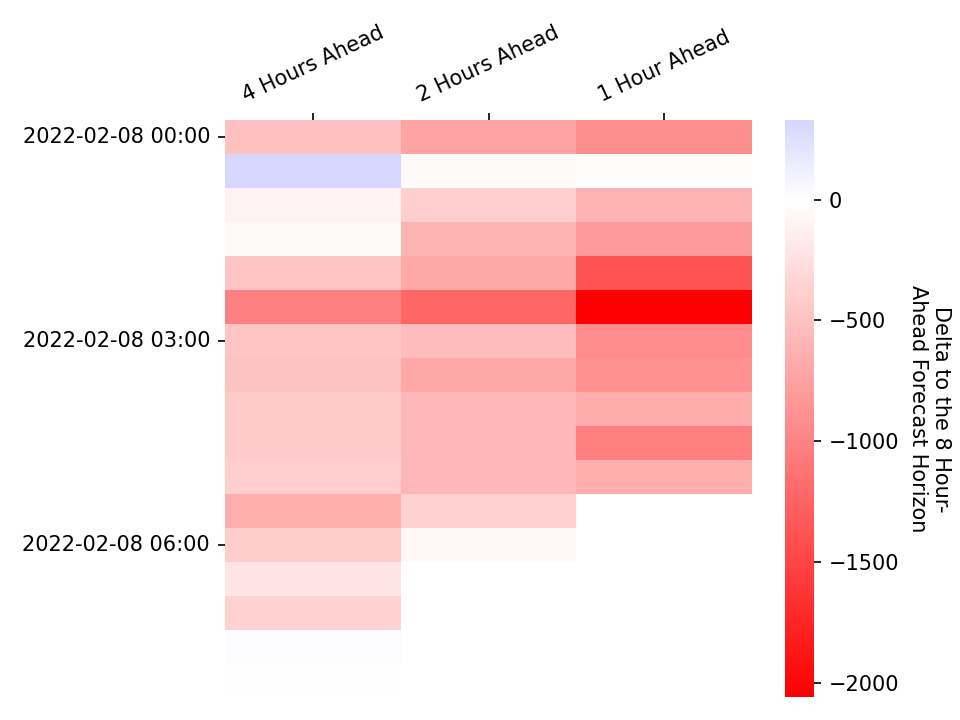 4 Hours Ahead
2 Hours Ahead
1 Hour Ahead
2022-02-08 00:00
2022-02-08 03:00
2022-02-08 06:00
0
−500
−1000
−1500
−2000
Delta to the 8 Hour-
Ahead Forecast Horizon